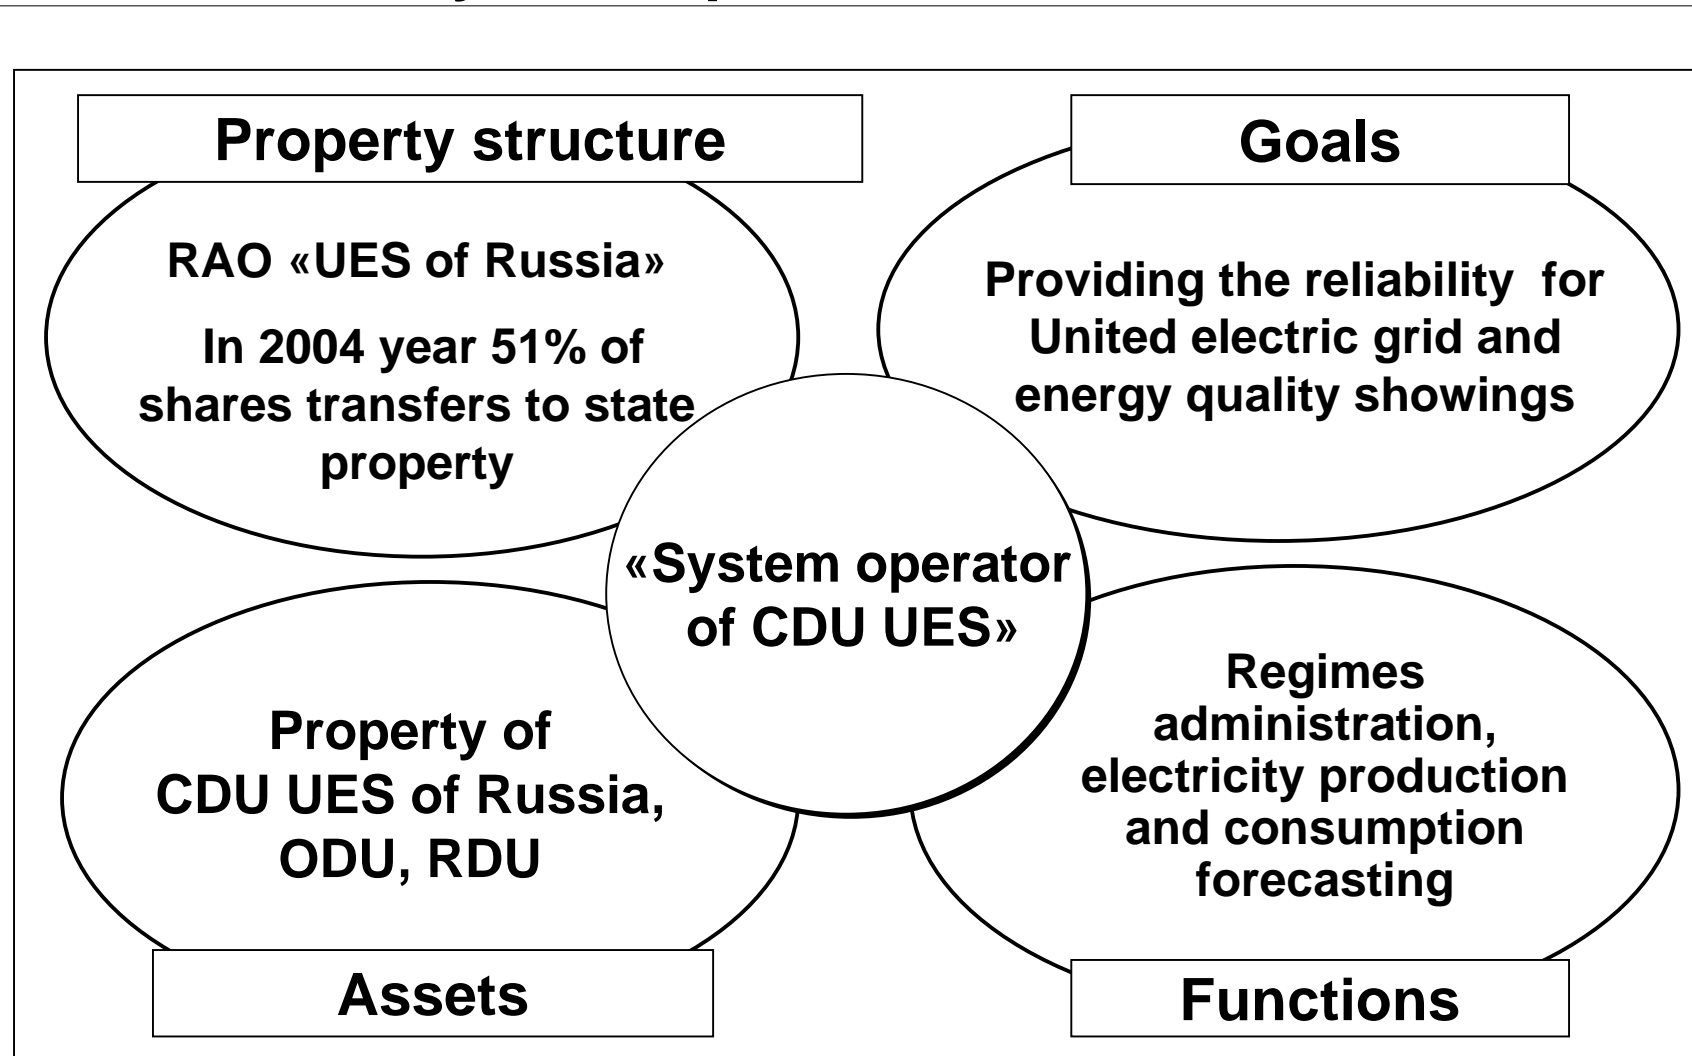 Property structure
RAO «UES of Russia»
In 2004 year 51% of
shares transfers to state
property
Goals
Providing the reliability for
United electric grid and
energy quality showings
«System operator
of CDU UES»
Property of
CDU UES of Russia,
ODU, RDU
Assets
Regimes
administration,
electricity production
and consumption
forecasting
Functions